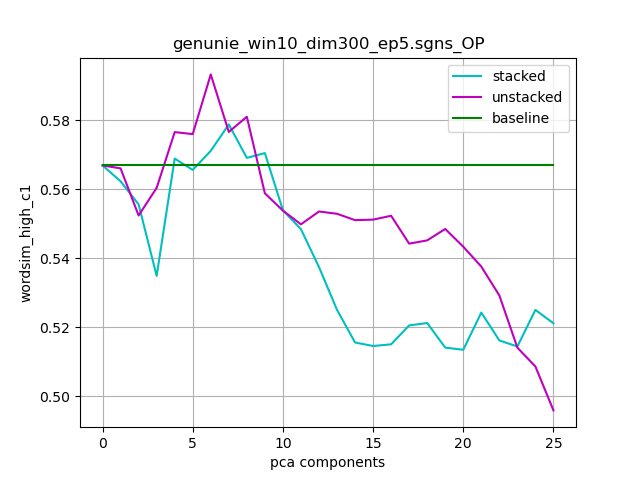 genunie_win10_dim300_ep5.sgns_OP
stacked
unstacked
baseline
wordsim_high_c1
0.58
0.56
0.54
0.52
0.50
0
5
10
15
20
25
pca components